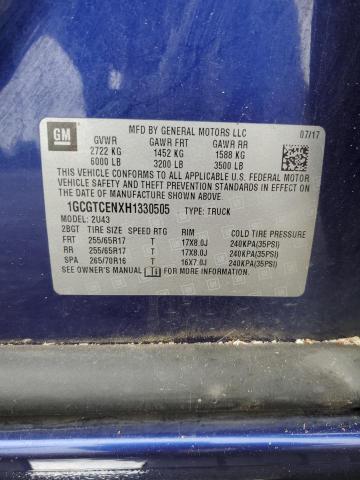 GM
MFD BY GENERAL MOTORS LLC 07/17
GVWR GAWR FRT GAWR RR
2722 KG 1452 KG 1588 KG
6000 LB 3200 LB 3500 LB
THIS VEHICLE CONFORMS TO ALL APPLICABLE U.S. FEDERAL MOTOR
VEHICLE SAFETY, BUMPER, AND THEFT PREVENTION STANDARDS
IN EFFECT ON THE DATE OF MANUFACTURE SHOWN ABOVE.
1GCGTCENXH1330505 TYPE: TRUCK
MODEL: 2U43
2BGT TIRE SIZE SPEED RTG RIM COLD TIRE PRESSURE
FRT 255/65R17 T 17X8.0J 240KPA(35PSI)
RR 255/65R17 T 17X8.0J 240KPA(35PSI)
SPA 265/70R16 T 16X7.0J 240KPA(35PSI)
SEE OWNER'S MANUAL FOR MORE INFORMATION.